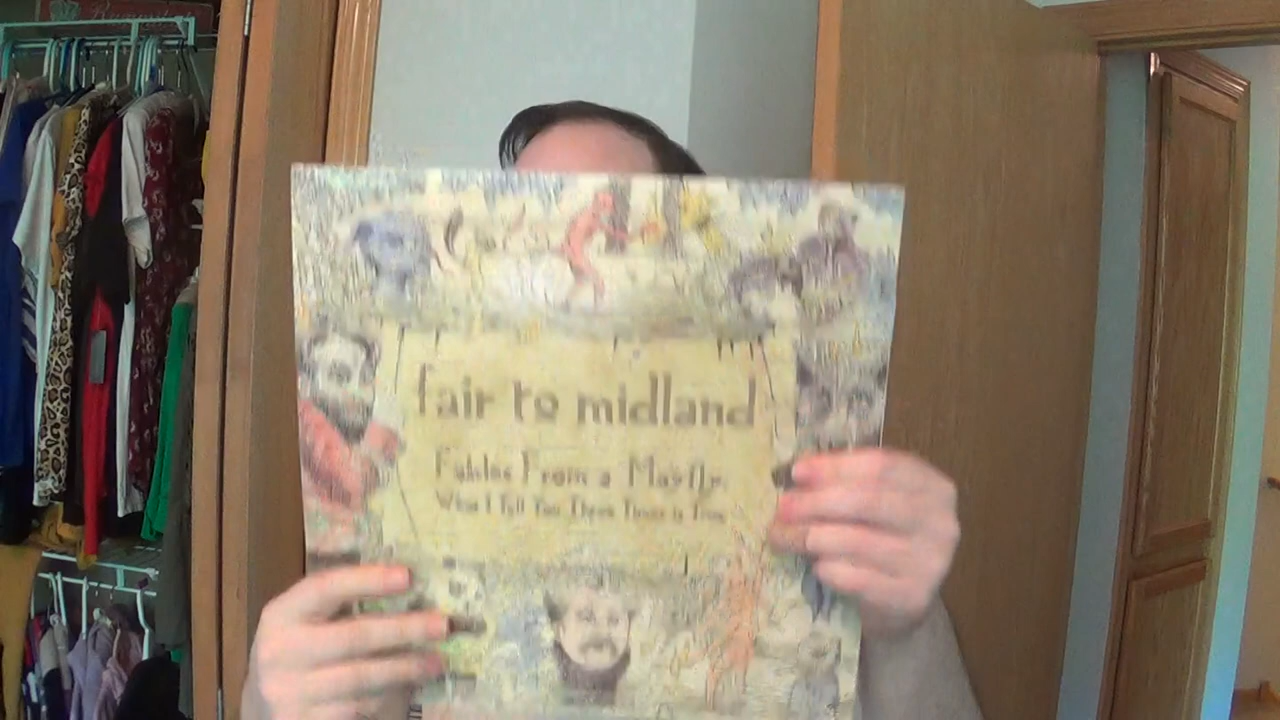 fair to midland
Fables From a Mayfly:
What I Tell You Three Times is True